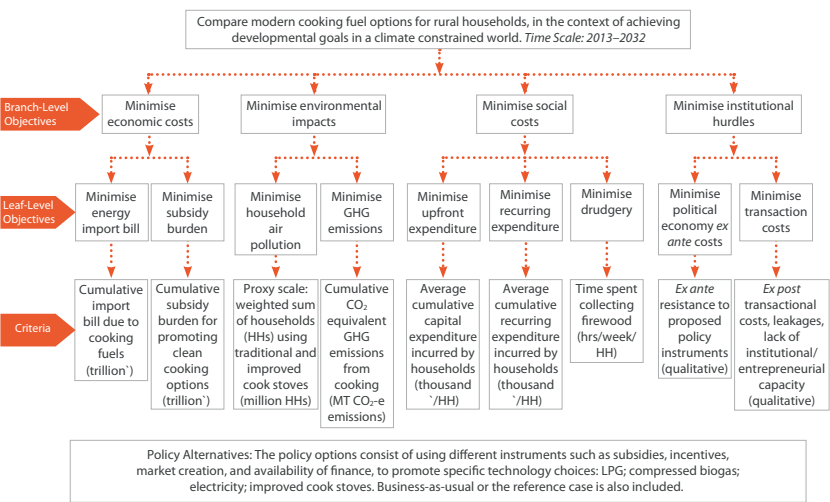 Compare modern cooking fuel options for rural households, in the context of achieving
developmental goals in a climate constrained world. Time Scale: 2013–2032
Branch-Level
Objectives
Minimise
economic costs
Minimise environmental
impacts
Minimise social
costs
Minimise institutional
hurdles
Leaf-Level
Objectives
Minimise
energy
import bill
Minimise
subsidy
burden
Minimise
household
air
pollution
Minimise
GHG
emissions
Minimise
upfront
expenditure
Minimise
recurring
expenditure
Minimise
drudgery
Minimise
political
economy ex
ante costs
Minimise
transaction
costs
Criteria
Cumulative
import
bill due to
cooking
fuels
(trillion`)
Cumulative
subsidy
burden for
promoting
clean
cooking
options
(trillion`)
Proxy scale:
weighted sum
of households
(HHs) using
traditional and
improved
cook stoves
(million HHs)
Cumulative
CO₂
equivalent
GHG
emissions
from
cooking
(MT CO₂-e
emissions)
Average
cumulative
capital
expenditure
incurred by
households
(thousand
`/HH)
Average
cumulative
recurring
expenditure
incurred by
households
(thousand
`/HH)
Time spent
collecting
firewood
(hrs/week/
HH)
Ex ante
resistance to
proposed
policy
instruments
(qualitative)
Ex post
transactional
costs, leakages,
lack of
institutional/
entrepreneurial
capacity
(qualitative)
Policy Alternatives: The policy options consist of using different instruments such as subsidies, incentives,
market creation, and availability of finance, to promote specific technology choices: LPG; compressed biogas;
electricity; improved cook stoves. Business-as-usual or the reference case is also included.